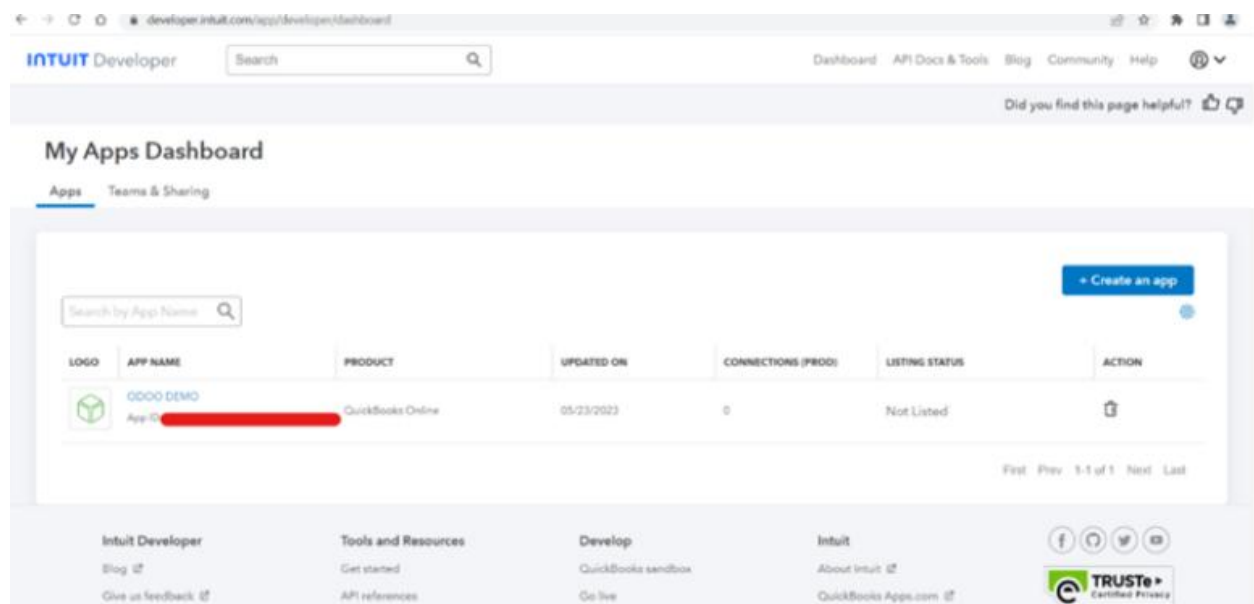 developer.intuit.com/app/developer/dashboard
INTUIT Developer
Search
Dashboard API Docs & Tools Blog Community Help
Did you find this page helpful?
My Apps Dashboard
Apps Teams & Sharing
+ Create an app
Search by App Name
LOGO APP NAME PRODUCT UPDATED ON CONNECTIONS (PROD) LISTING STATUS ACTION
ODOO DEMO
App ID QuickBooks Online 05/23/2023 0 Not Listed
First Prev 1-1 of 1 Next Last
Intuit Developer Tools and Resources Develop Intuit
Blog Get started QuickBooks sandbox About Intuit
Give us feedback API references Go live QuickBooks Apps.com
TRUSTe
Certified Privacy